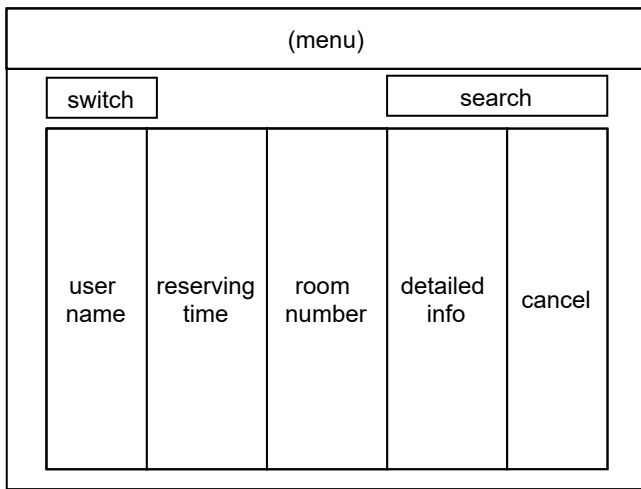 (menu)
switch
search
user
name
reserving
time
room
number
detailed
info
cancel